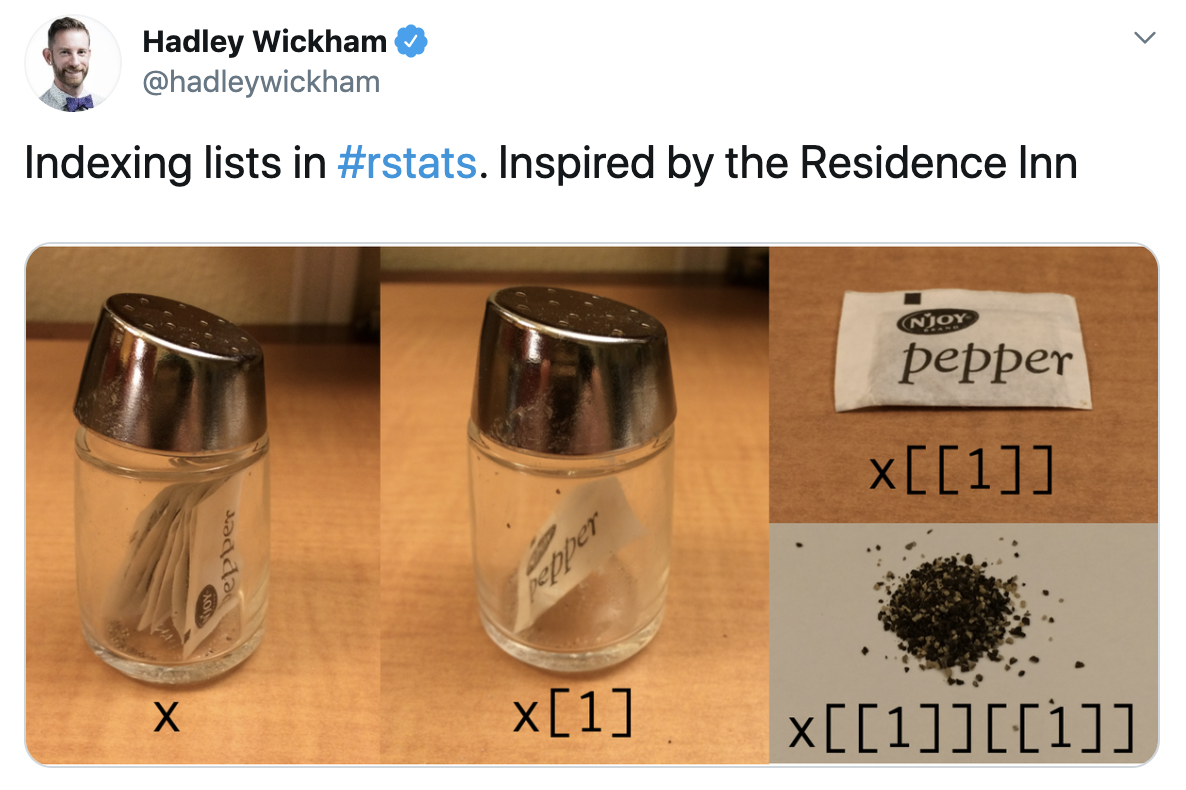 Hadley Wickham
@hadleywickham
Indexing lists in #rstats. Inspired by the Residence Inn
pepper
x
pepper
x[1]
N'JOY
BRAND
pepper
x[[1]]
x[[1]][[1]]